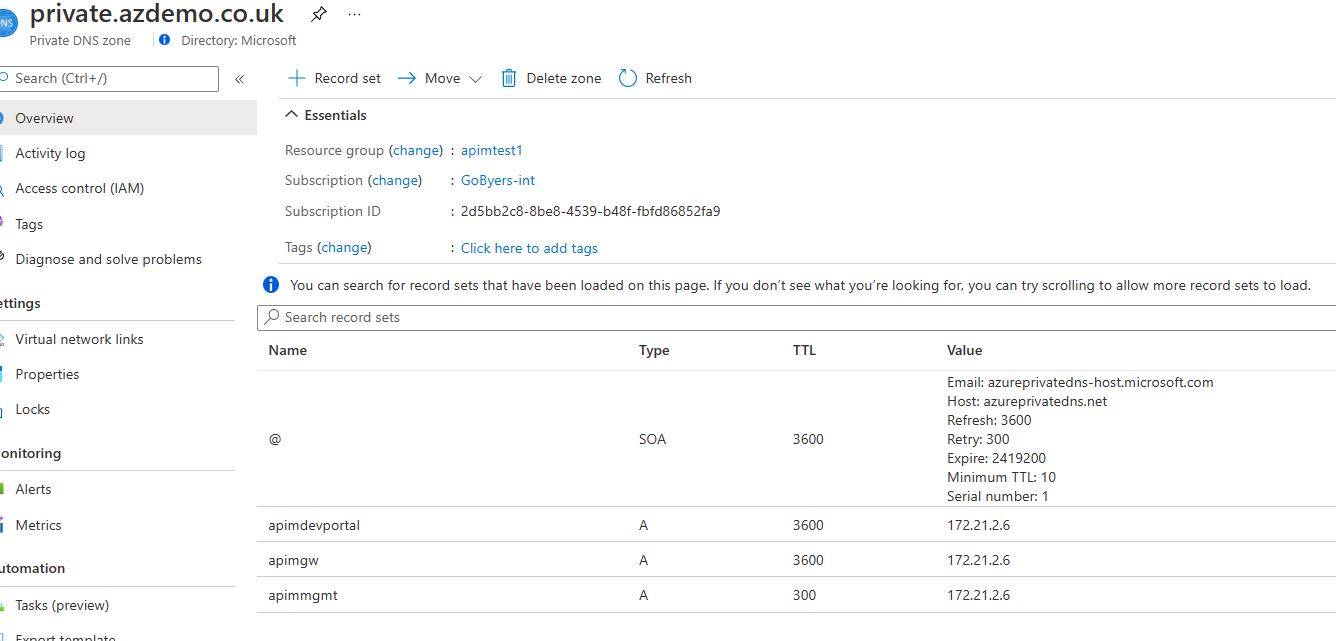 private.azdemo.co.uk ...
NS
Private DNS zone Directory: Microsoft
Search (Ctrl+/) «
Record set Move Delete zone Refresh
Essentials
Overview
Activity log
Access control (IAM)
Tags
Diagnose and solve problems
ettings
Virtual network links
Properties
Locks
onitoring
Alerts
Metrics
utomation
Tasks (preview)
Export template
Resource group (change) : apimtest1
Subscription (change) : GoByers-int
Subscription ID : 2d5bb2c8-8be8-4539-b48f-fbfd86852fa9
Tags (change) : Click here to add tags
You can search for record sets that have been loaded on this page. If you don't see what you're looking for, you can try scrolling to allow more record sets to load.
Search record sets
Name Type TTL Value
@ SOA 3600
Email: azureprivatedns-host.microsoft.com
Host: azureprivatedns.net
Refresh: 3600
Retry: 300
Expire: 2419200
Minimum TTL: 10
Serial number: 1
apimdevportal A 3600 172.21.2.6
apimgw A 3600 172.21.2.6
apimmgmt A 300 172.21.2.6